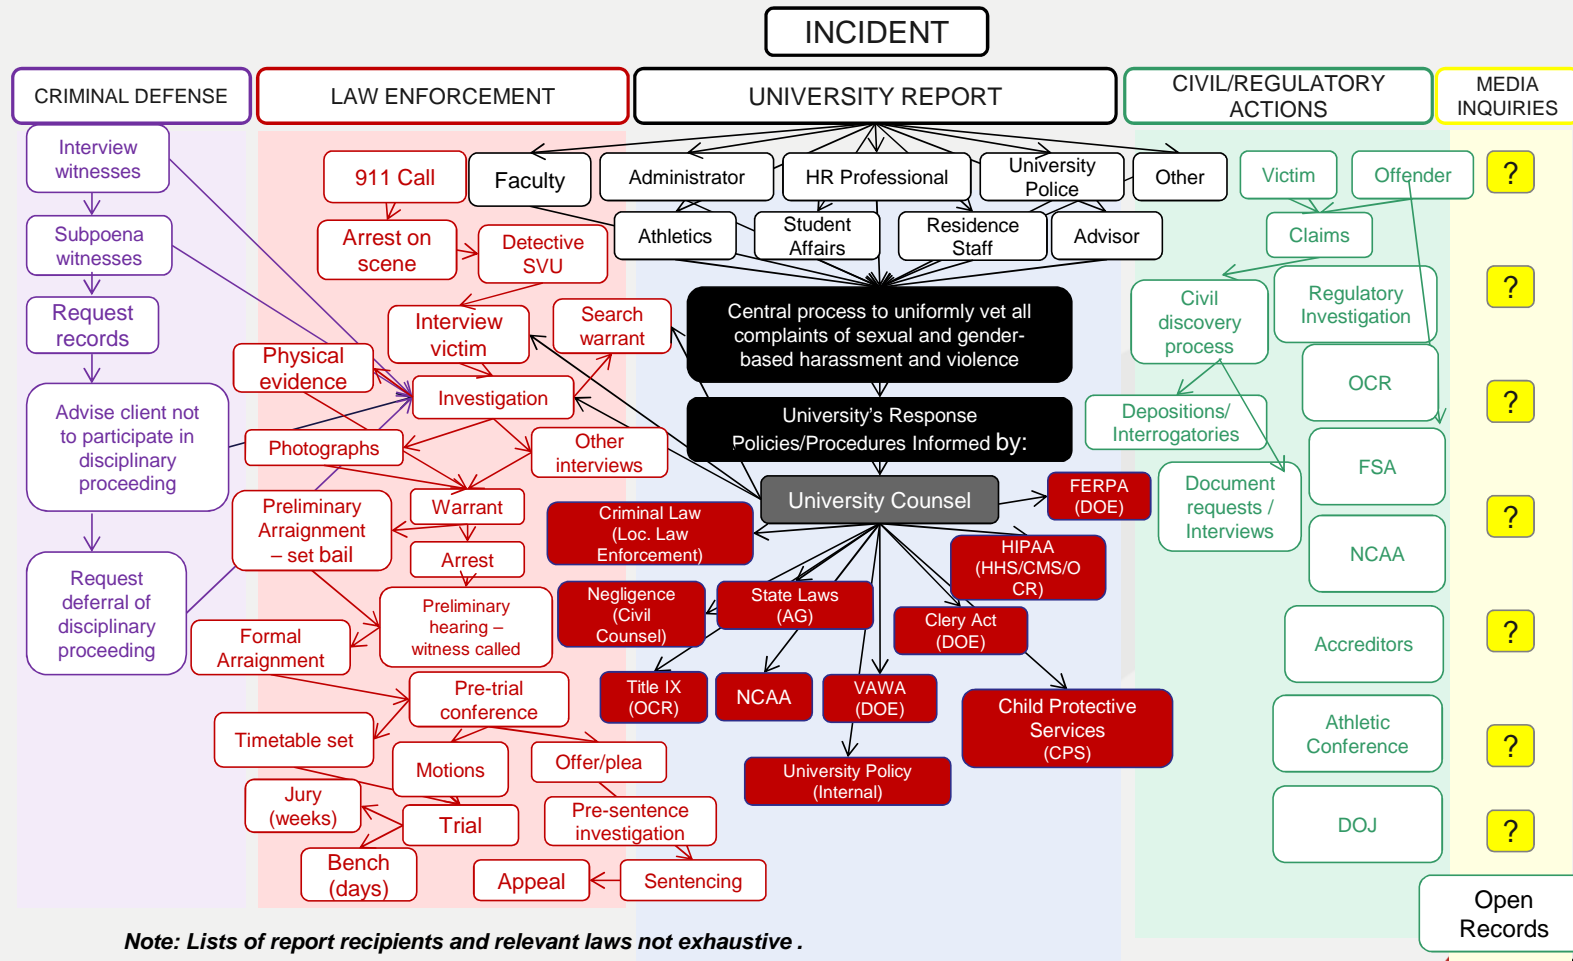 INCIDENT
CRIMINAL DEFENSE
LAW ENFORCEMENT
UNIVERSITY REPORT
CIVIL/REGULATORY
ACTIONS
MEDIA
INQUIRIES
Interview
witnesses
Subpoena
witnesses
Request
records
Advise client not
to participate in
disciplinary
proceeding
Request
deferral of
disciplinary
proceeding
911 Call
Arrest on
scene
Detective
SVU
Interview
victim
Search
warrant
Physical
evidence
Investigation
Photographs
Other
interviews
Warrant
Preliminary
Arraignment
– set bail
Arrest
Preliminary
hearing –
witness called
Formal
Arraignment
Pre-trial
conference
Timetable set
Motions
Offer/plea
Jury
(weeks)
Trial
Pre-sentence
investigation
Bench
(days)
Appeal
Sentencing
Faculty
Administrator
HR Professional
University
Police
Other
Athletics
Student
Affairs
Residence
Staff
Advisor
Central process to uniformly vet all
complaints of sexual and gender-
based harassment and violence
University's Response
Policies/Procedures Informed by:
University Counsel
FERPA
(DOE)
Criminal Law
(Loc. Law
Enforcement)
HIPAA
(HHS/CMS/O
CR)
Negligence
(Civil
Counsel)
State Laws
(AG)
Clery Act
(DOE)
Title IX
(OCR)
NCAA
VAWA
(DOE)
Child Protective
Services
(CPS)
University Policy
(Internal)
Victim
Offender
Claims
Civil
discovery
process
Regulatory
Investigation
OCR
Depositions/
Interrogatories
FSA
Document
requests /
Interviews
NCAA
Accreditors
Athletic
Conference
DOJ
?
?
?
?
?
?
?
Open
Records
Note: Lists of report recipients and relevant laws not exhaustive .